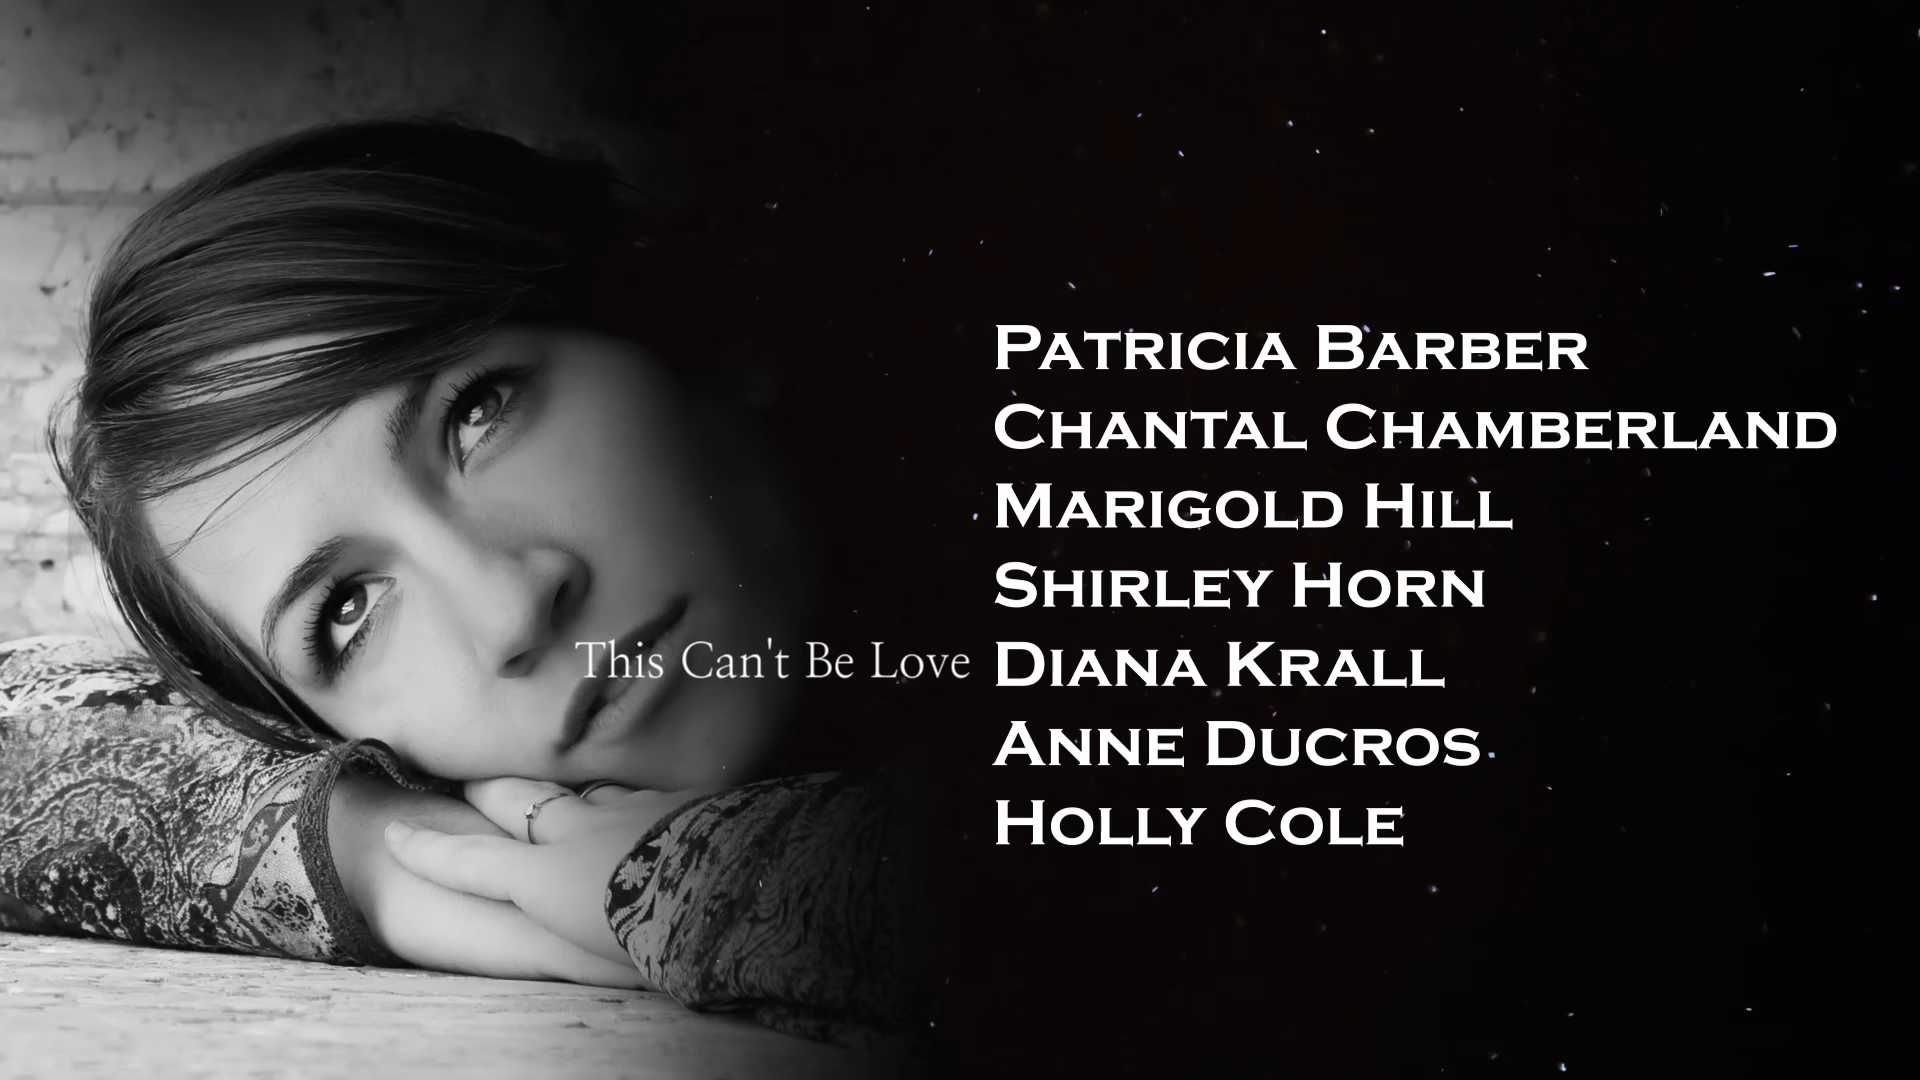 Patricia Barber
Chantal Chamberland
Marigold Hill
Shirley Horn
This Can't Be Love
Diana Krall
Anne Ducros
Holly Cole